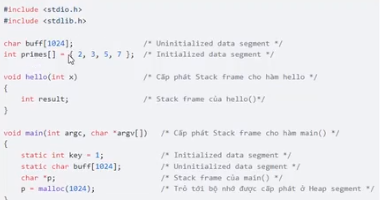 #include <stdio.h>
#include <stdlib.h>
char buff[1024]; /* Uninitialized data segment */
int primes[] = { 2, 3, 5, 7 }; /* Initialized data segment */
void hello(int x) /* Cấp phát Stack frame cho hàm hello */
{
int result; /* Stack frame của hello()*/
}
void main(int argc, char *argv[]) /* Cấp phát Stack frame cho hàm main() */
{
static int key = 1; /* Initialized data segment */
static char buff[1024]; /* Uninitialized data segment */
char *p; /* Stack frame của main() */
p = malloc(1024); /* Trỏ tới bộ nhớ được cấp phát ở Heap segment */